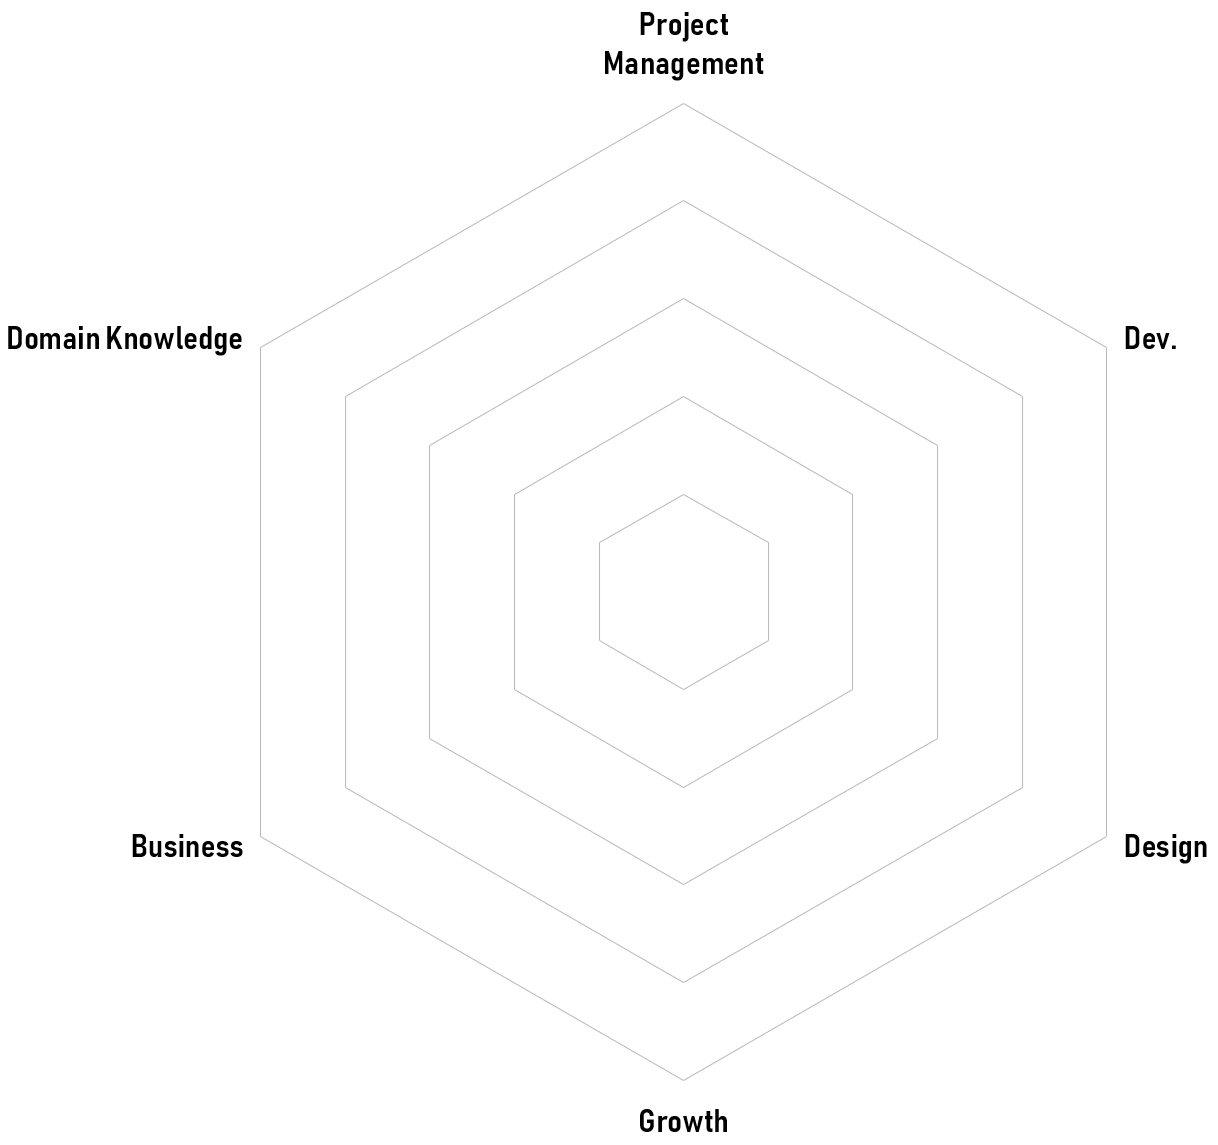 Project
Management
Domain Knowledge
Dev.
Business
Design
Growth